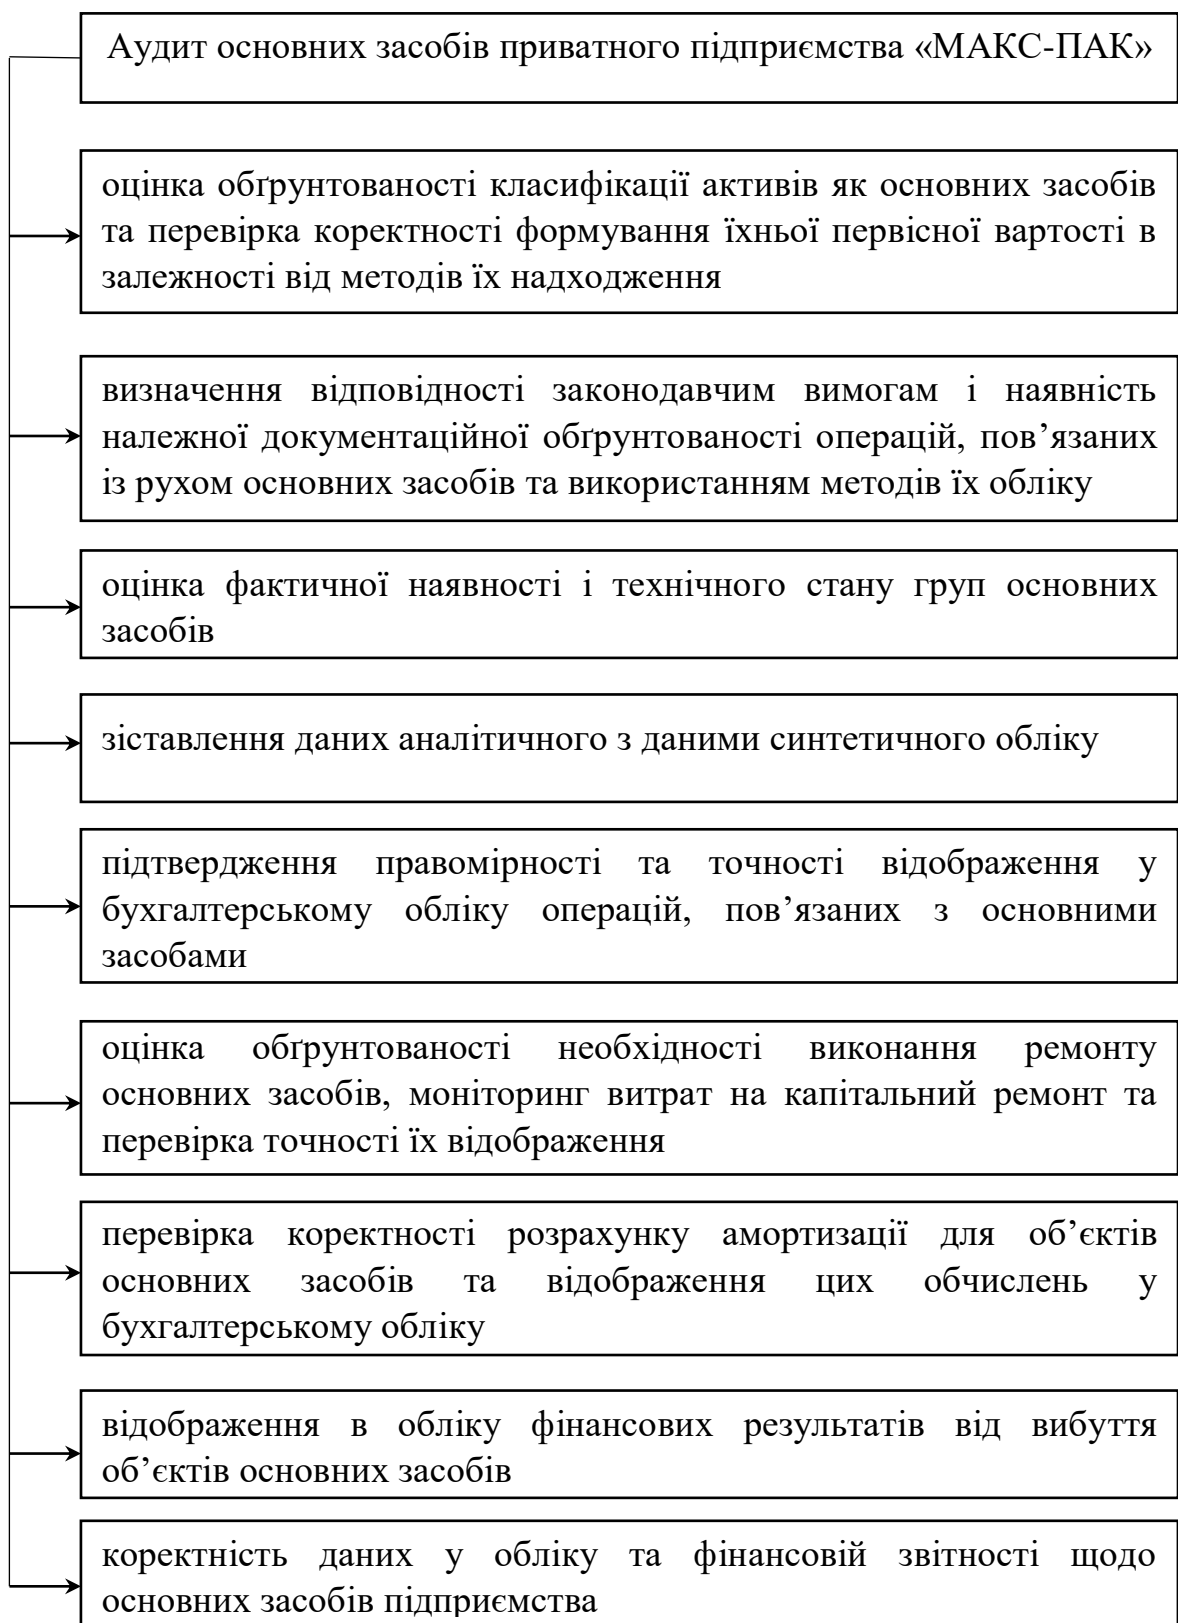 Аудит основних засобів приватного підприємства «МАКС-ПАК»
оцінка обґрунтованості класифікації активів як основних засобів
та перевірка коректності формування їхньої первісної вартості в
залежності від методів їх надходження
визначення відповідності законодавчим вимогам і наявність
належної документаційної обґрунтованості операцій, пов’язаних
із рухом основних засобів та використанням методів їх обліку
оцінка фактичної наявності і технічного стану груп основних
засобів
зіставлення даних аналітичного з даними синтетичного обліку
підтвердження правомірності та точності відображення у
бухгалтерському обліку операцій, пов’язаних з основними
засобами
оцінка обґрунтованості необхідності виконання ремонту
основних засобів, моніторинг витрат на капітальний ремонт та
перевірка точності їх відображення
перевірка коректності розрахунку амортизації для об’єктів
основних засобів та відображення цих обчислень у
бухгалтерському обліку
відображення в обліку фінансових результатів від вибуття
об’єктів основних засобів
коректність даних у обліку та фінансовій звітності щодо
основних засобів підприємства